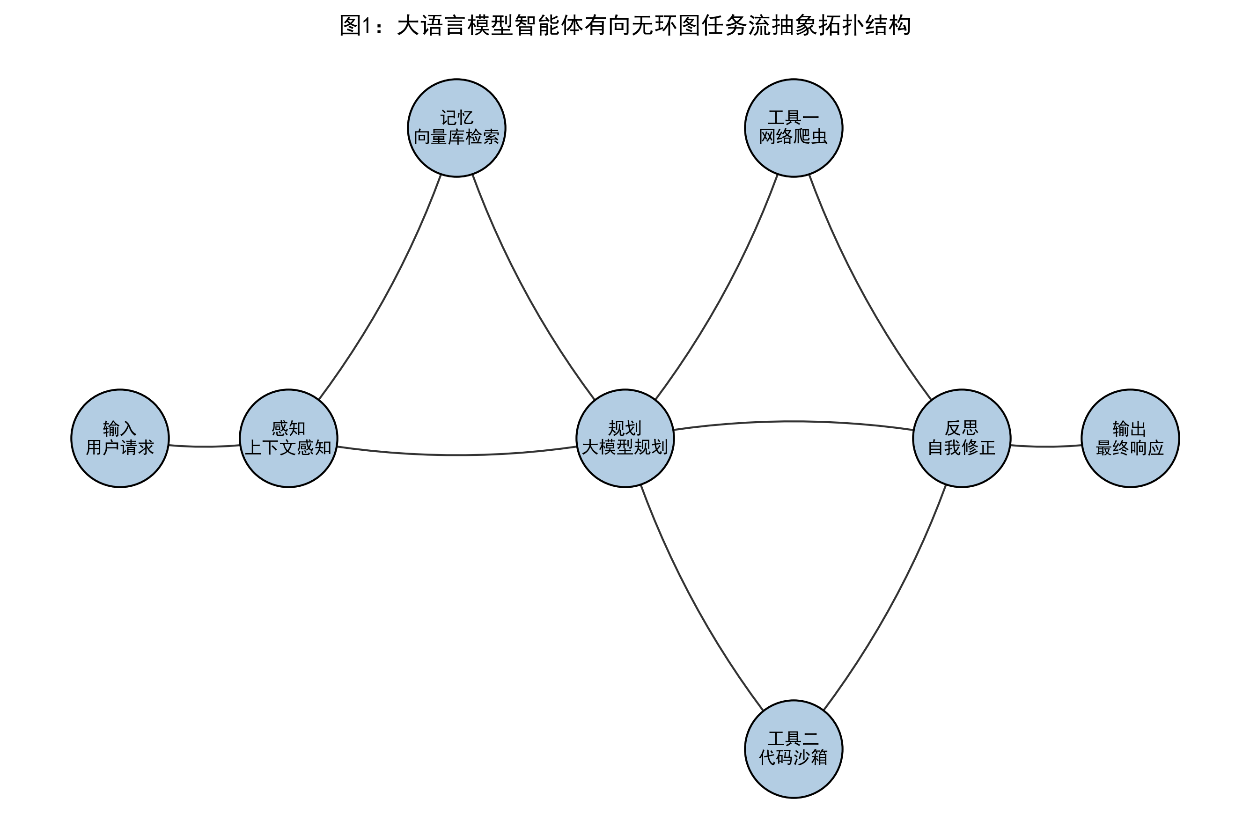 图1：大语言模型智能体有向无环图任务流抽象拓扑结构
记忆
向量库检索
工具一
网络爬虫
输入
用户请求
感知
上下文感知
规划
大模型规划
反思
自我修正
输出
最终响应
工具二
代码沙箱